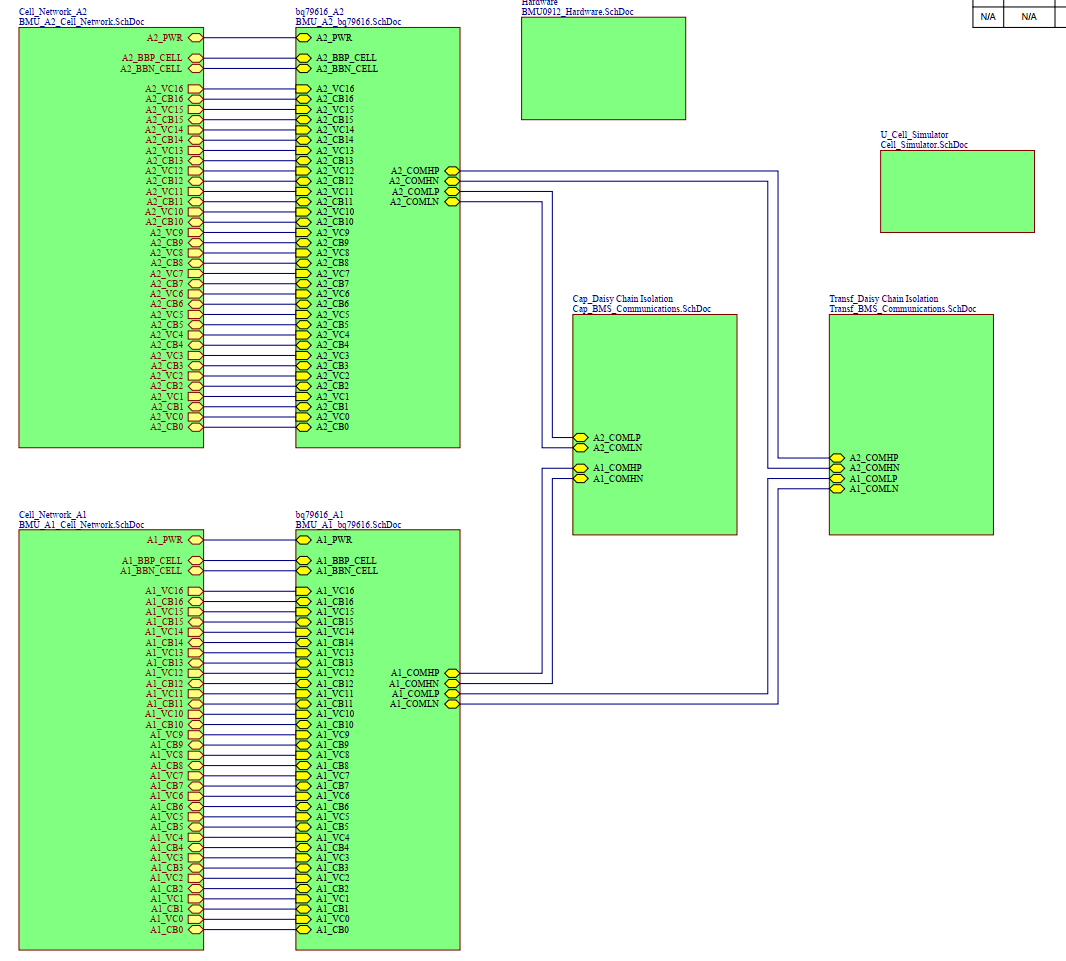 Cell_Network_A2
BMU_A2_Cell_Network.SchDoc
A2_PWR
A2_BBP_CELL
A2_BBN_CELL
A2_VC16
A2_CB16
A2_VC15
A2_CB15
A2_VC14
A2_CB14
A2_VC13
A2_CB13
A2_VC12
A2_CB12
A2_VC11
A2_CB11
A2_VC10
A2_CB10
A2_VC9
A2_CB9
A2_VC8
A2_CB8
A2_VC7
A2_CB7
A2_VC6
A2_CB6
A2_VC5
A2_CB5
A2_VC4
A2_CB4
A2_VC3
A2_CB3
A2_VC2
A2_CB2
A2_VC1
A2_CB1
A2_VC0
A2_CB0
bq79616_A2
BMU_A2_bq79616.SchDoc
A2_PWR
A2_BBP_CELL
A2_BBN_CELL
A2_VC16
A2_CB16
A2_VC15
A2_CB15
A2_VC14
A2_CB14
A2_VC13
A2_CB13
A2_VC12
A2_CB12
A2_VC11
A2_CB11
A2_VC10
A2_CB10
A2_VC9
A2_CB9
A2_VC8
A2_CB8
A2_VC7
A2_CB7
A2_VC6
A2_CB6
A2_VC5
A2_CB5
A2_VC4
A2_CB4
A2_VC3
A2_CB3
A2_VC2
A2_CB2
A2_VC1
A2_CB1
A2_VC0
A2_CB0
A2_COMHP
A2_COMHN
A2_COMLP
A2_COMLN
Hardware
BMU0912_Hardware.SchDoc
N/A N/A
U_Cell_Simulator
Cell_Simulator.SchDoc
Cap_Daisy Chain Isolation
Cap_BMS_Communications.SchDoc
A2_COMLP
A2_COMLN
A1_COMHP
A1_COMHN
Transf_Daisy Chain Isolation
Transf_BMS_Communications.SchDoc
A2_COMHP
A2_COMHN
A1_COMLP
A1_COMLN
Cell_Network_A1
BMU_A1_Cell_Network.SchDoc
A1_PWR
A1_BBP_CELL
A1_BBN_CELL
A1_VC16
A1_CB16
A1_VC15
A1_CB15
A1_VC14
A1_CB14
A1_VC13
A1_CB13
A1_VC12
A1_CB12
A1_VC11
A1_CB11
A1_VC10
A1_CB10
A1_VC9
A1_CB9
A1_VC8
A1_CB8
A1_VC7
A1_CB7
A1_VC6
A1_CB6
A1_VC5
A1_CB5
A1_VC4
A1_CB4
A1_VC3
A1_CB3
A1_VC2
A1_CB2
A1_VC1
A1_CB1
A1_VC0
A1_CB0
bq79616_A1
BMU_A1_bq79616.SchDoc
A1_PWR
A1_BBP_CELL
A1_BBN_CELL
A1_VC16
A1_CB16
A1_VC15
A1_CB15
A1_VC14
A1_CB14
A1_VC13
A1_CB13
A1_VC12
A1_CB12
A1_VC11
A1_CB11
A1_VC10
A1_CB10
A1_VC9
A1_CB9
A1_VC8
A1_CB8
A1_VC7
A1_CB7
A1_VC6
A1_CB6
A1_VC5
A1_CB5
A1_VC4
A1_CB4
A1_VC3
A1_CB3
A1_VC2
A1_CB2
A1_VC1
A1_CB1
A1_VC0
A1_CB0
A1_COMHP
A1_COMHN
A1_COMLP
A1_COMLN